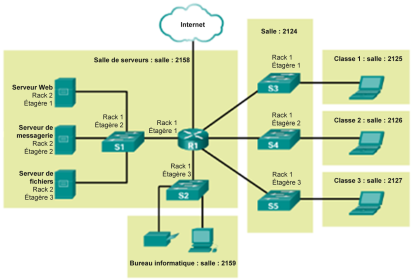 Internet
Salle de serveurs : salle : 2158
Serveur Web
Rack 2
Étagère 1
Serveur de
messagerie
Rack 2
Étagère 2
Serveur de
fichiers
Rack 2
Étagère 3
Rack 1
Étagère 2
S1
Rack 1
Étagère 1
R1
Rack 1
Étagère 3
S2
Bureau informatique : salle : 2159
Salle : 2124
Rack 1
Étagère 1
S3
Rack 1
Étagère 2
S4
Rack 1
Étagère 3
S5
Classe 1 : salle : 2125
Classe 2 : salle : 2126
Classe 3 : salle : 2127